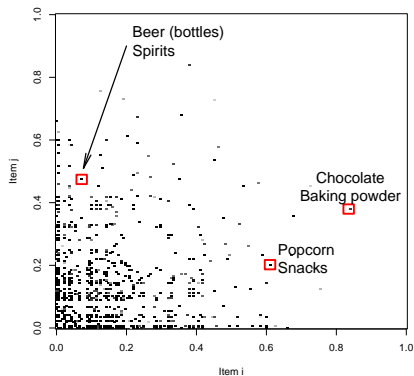 1.0
0.8
0.6
0.4
0.2
0.0
Item j
Beer (bottles)
Spirits
Chocolate
Baking powder
Popcorn
Snacks
0.0 0.2 0.4 0.6 0.8 1.0
Item i